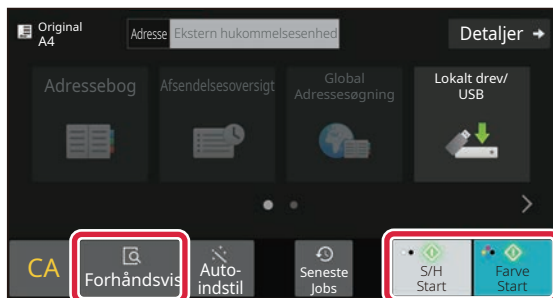 Original
A4
Adresse Ekstern hukommelsesenhed
Detaljer
Adressebog
Afsendelsesoversigt
Global
Adressesøgning
Lokalt drev/
USB
CA
Forhåndsvis
Auto-
indstil
Seneste
Jobs
S/H
Start
Farve
Start